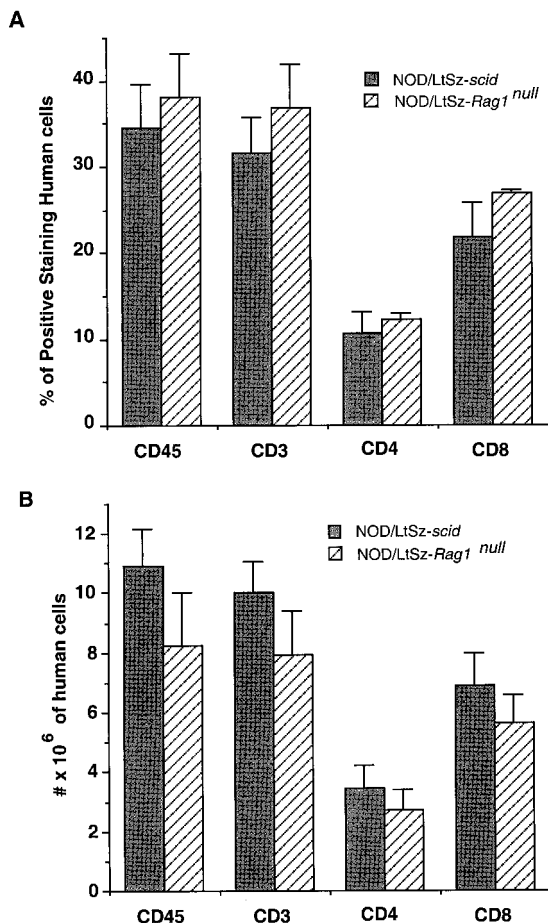 A
NOD/LtSz-scid
NOD/LtSz-Rag1 null
% of Positive Staining Human cells
40
30
20
10
0
CD45 CD3 CD4 CD8
B
NOD/LtSz-scid
NOD/LtSz-Rag1 null
# x 10^6 of human cells
12
10
8
6
4
2
0
CD45 CD3 CD4 CD8